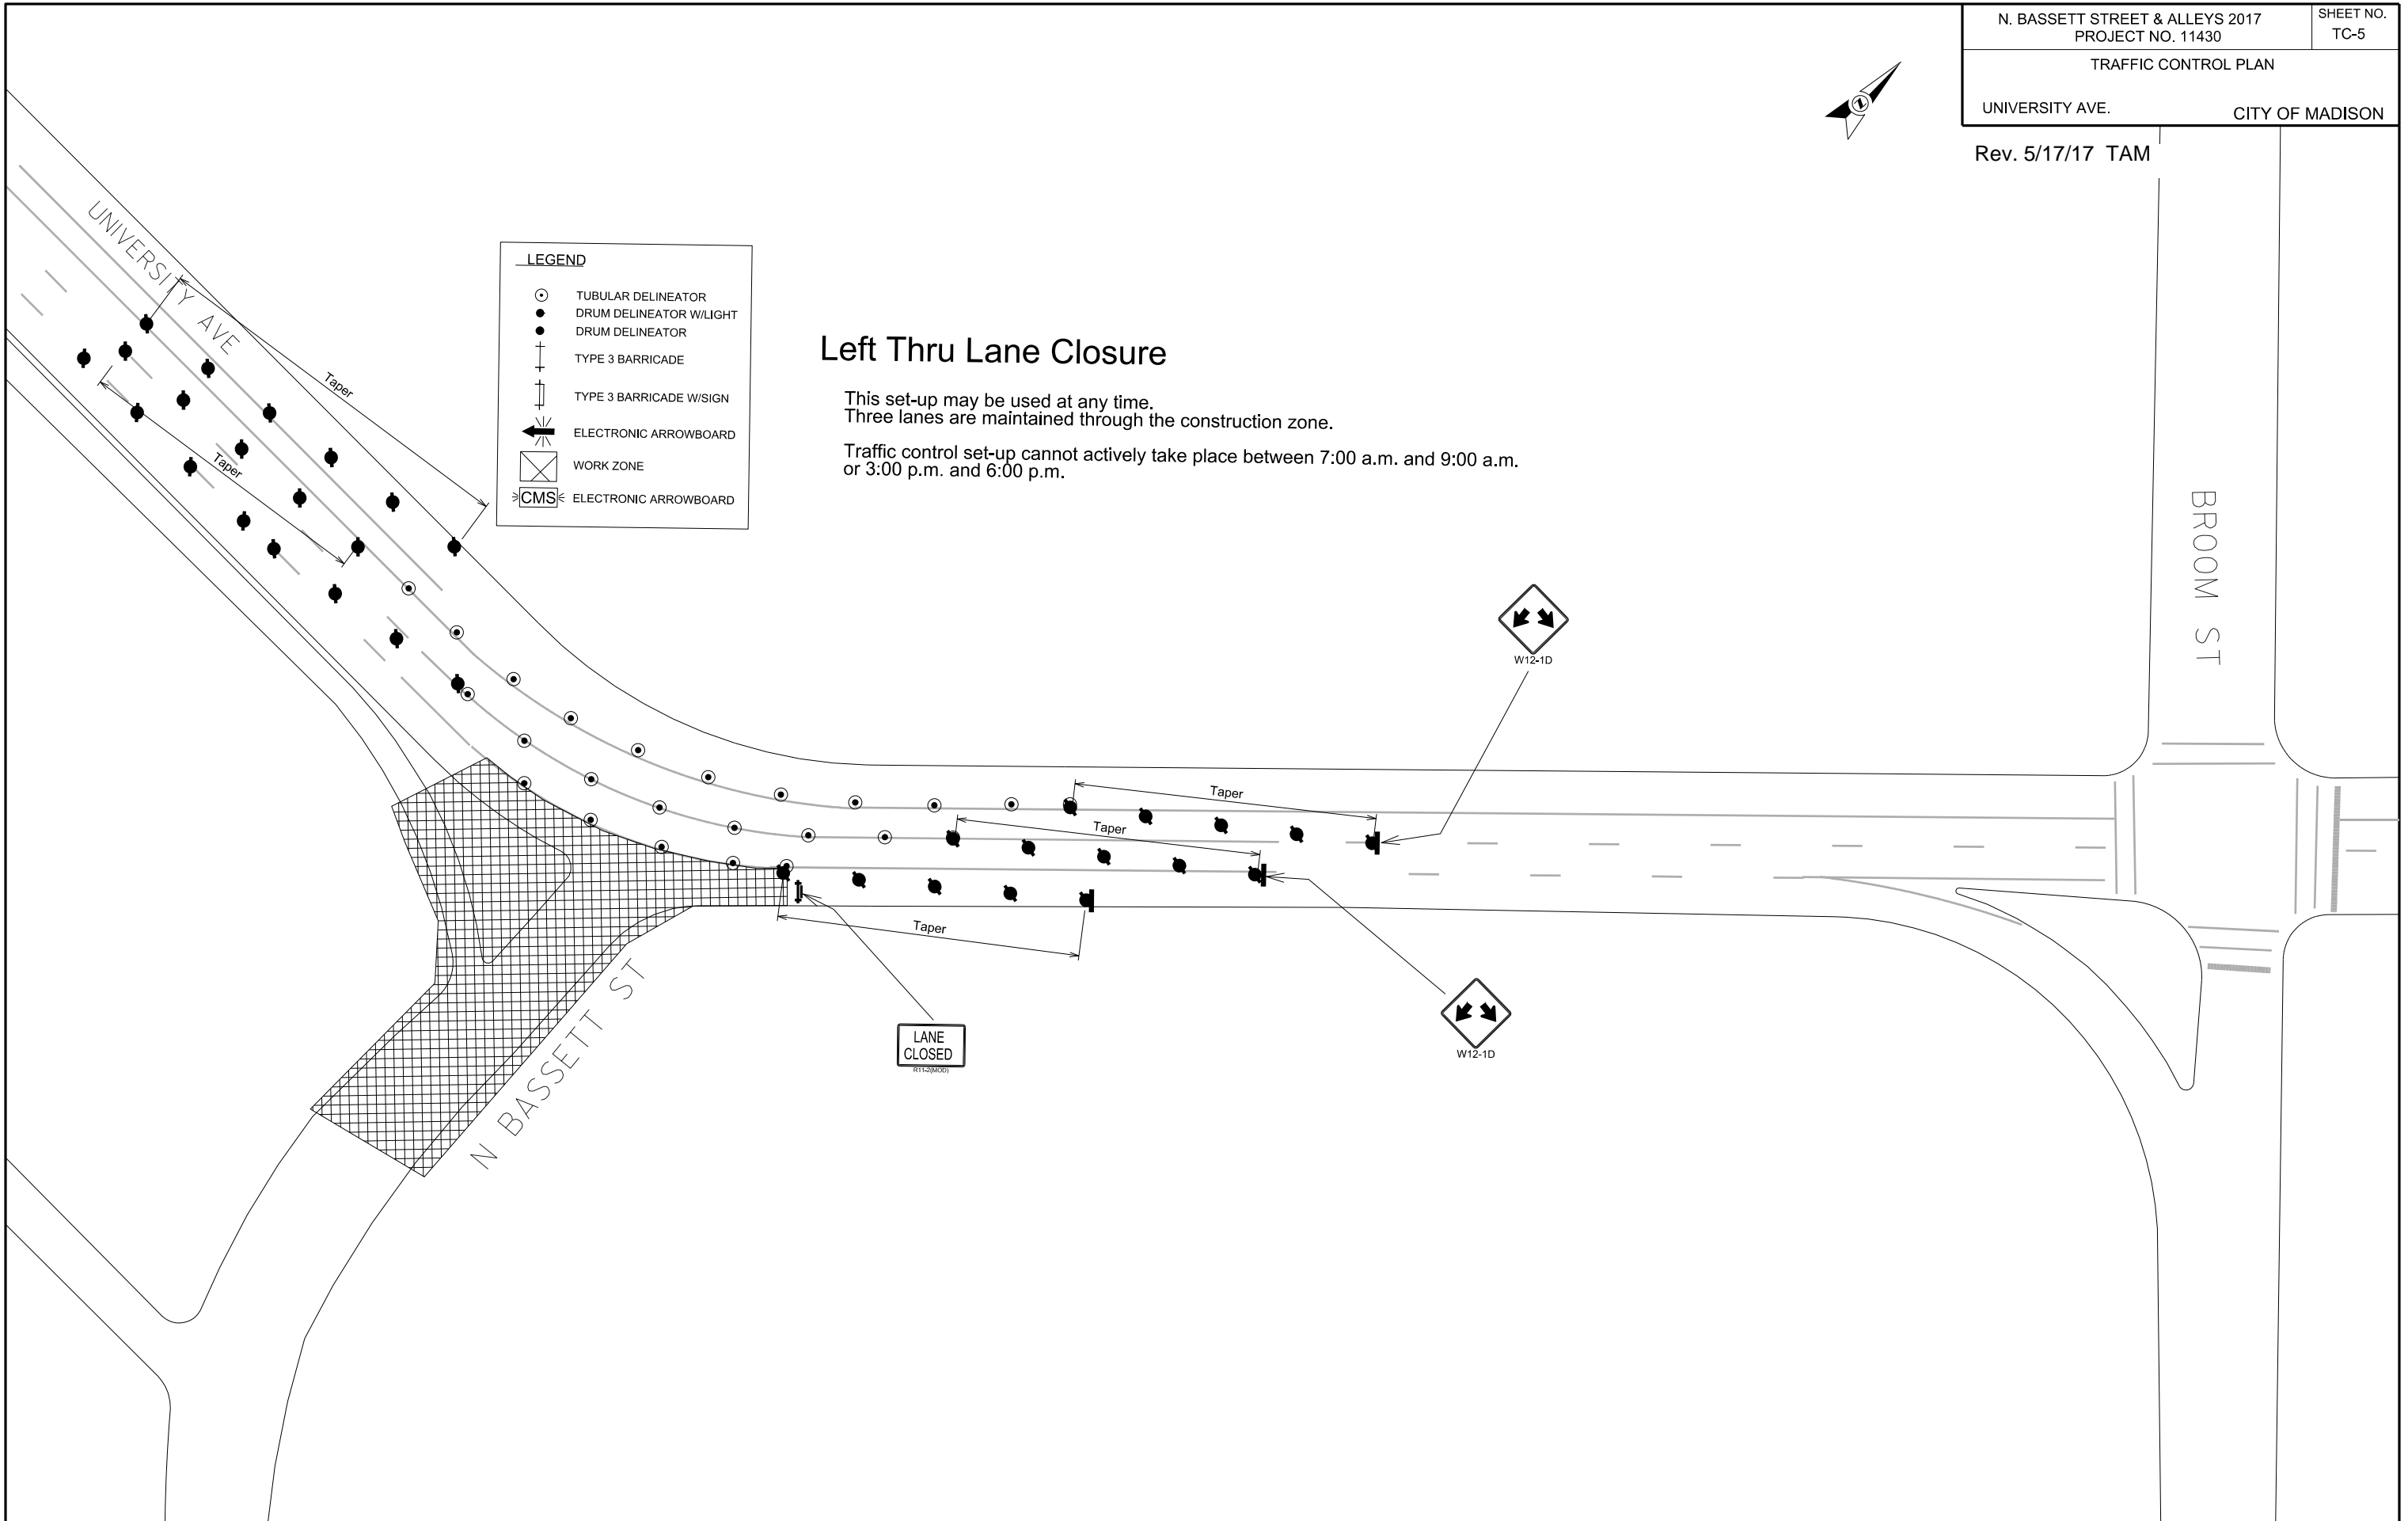 N. BASSETT STREET & ALLEYS 2017
PROJECT NO. 11430
SHEET NO.
TC-5
TRAFFIC CONTROL PLAN
UNIVERSITY AVE.
CITY OF MADISON
Rev. 5/17/17 TAM
UNIVERSITY AVE
Taper
Taper
LEGEND
TUBULAR DELINEATOR
DRUM DELINEATOR W/LIGHT
DRUM DELINEATOR
TYPE 3 BARRICADE
TYPE 3 BARRICADE W/SIGN
ELECTRONIC ARROWBOARD
WORK ZONE
CMS ELECTRONIC ARROWBOARD
Left Thru Lane Closure
This set-up may be used at any time.
Three lanes are maintained through the construction zone.
Traffic control set-up cannot actively take place between 7:00 a.m. and 9:00 a.m.
or 3:00 p.m. and 6:00 p.m.
BROOM ST
W12-1D
Taper
Taper
Taper
N BASSETT ST
LANE
CLOSED
R11-2(MOD)
W12-1D